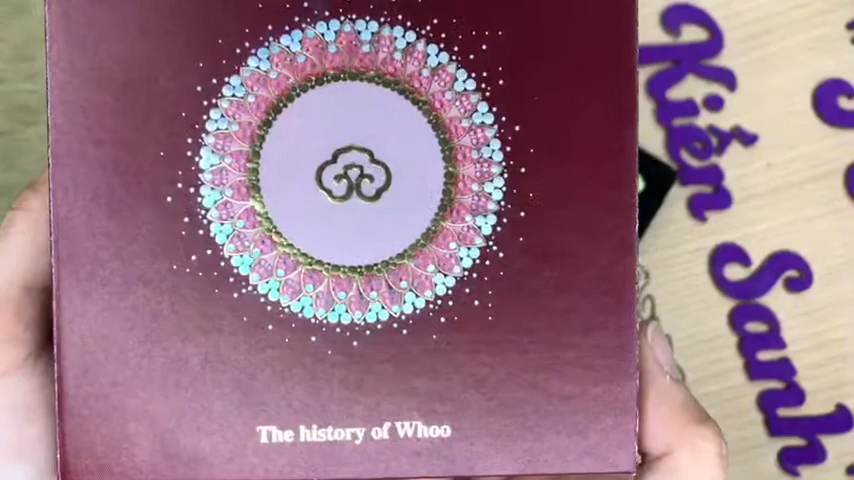 The history of Whoo
Kiến
Sanh